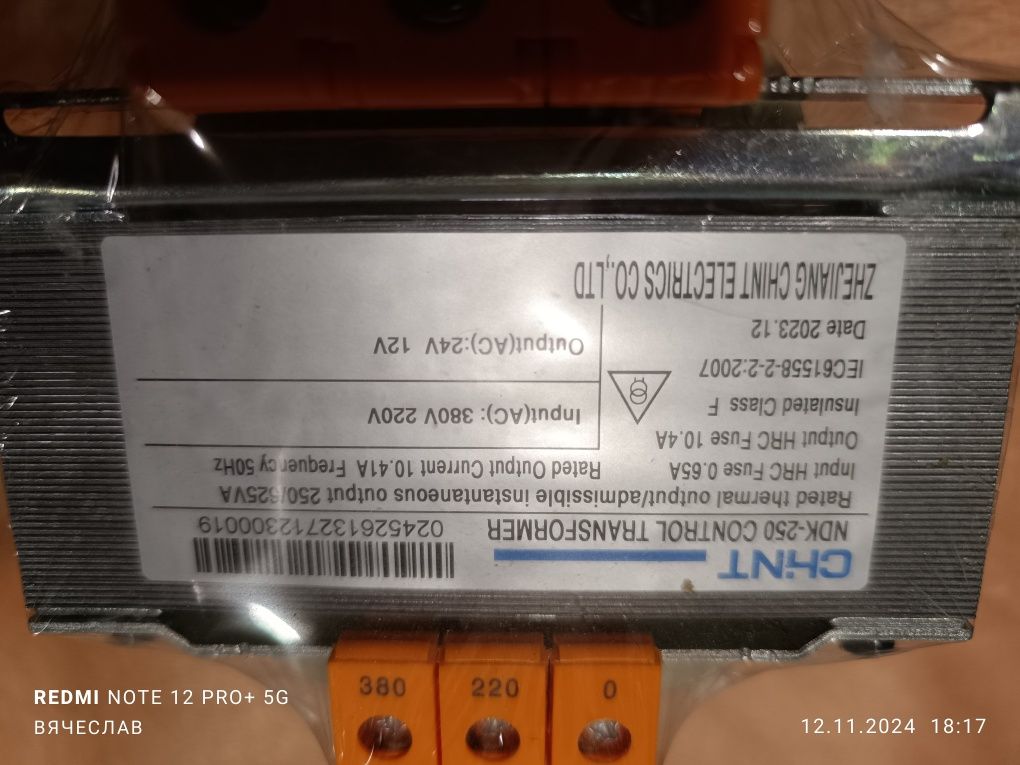 CHNT
NDK-250 CONTROL TRANSFORMER
024526132712300019
Rated thermal output/admissible instantaneous output 250/625VA
Input HRC Fuse 0.65A
Rated Output Current 10.41A Frequency 50Hz
Output HRC Fuse 10.4A
Insulated Class F
IEC61558-2-2:2007
Date 2023.12
Input(AC): 380V 220V
Output(AC):24V 12V
ZHEJIANG CHINT ELECTRICS CO.,LTD
380
220
0
REDMI NOTE 12 PRO+ 5G
ВЯЧЕСЛАВ
12.11.2024 18:17